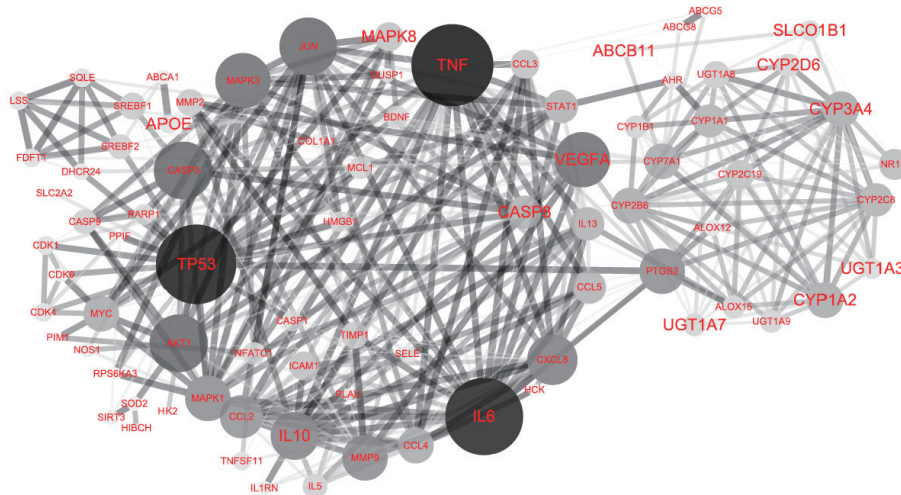 ABCG5
ABCG8
SLCO1B1
JUN
MAPK8
TNF
ABCB11
CCL3
CYP2D6
UGT1A8
AHR
SQLE
ABCA1
MAPK3
DUSP1
LSS
SREBF1
MMP2
STAT1
CYP3A4
APOE
BDNF
CYP1B1
CYP1A1
COL1A1
SREBF2
FDFT1
VEGFA
CYP7A1
NR1
DHCR24
CASP3
MCL1
CYP2C19
SLC2A2
CYP2B6
CYP2C8
CASP9
PARP1
HMGB1
CASP8
IL13
ALOX12
PPIF
CDK1
TP53
PTGS2
UGT1A3
CDK9
CCL5
CYP1A2
ALOX15
CDK4
MYC
CASP1
TIMP1
UGT1A7
UGT1A9
PIM1
AKT1
NOS1
NFATC1
SELE
CXCL8
ICAM1
RPS6KA3
HCK
MAPK1
SOD2
HK2
CCL2
IL6
SIRT3
HIBCH
IL10
CCL4
TNFSF11
MMP9
IL1RN
IL5